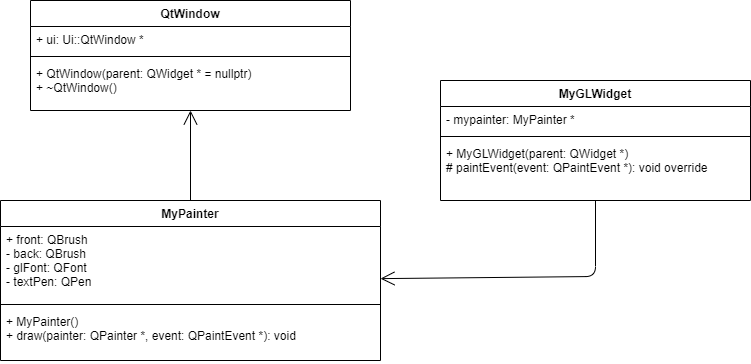 QtWindow
+ ui: Ui::QtWindow *
+ QtWindow(parent: QWidget * = nullptr)
+ ~QtWindow()
MyGLWidget
- mypainter: MyPainter *
+ MyGLWidget(parent: QWidget *)
# paintEvent(event: QPaintEvent *): void override
MyPainter
+ front: QBrush
- back: QBrush
- glFont: QFont
- textPen: QPen
+ MyPainter()
+ draw(painter: QPainter *, event: QPaintEvent *): void